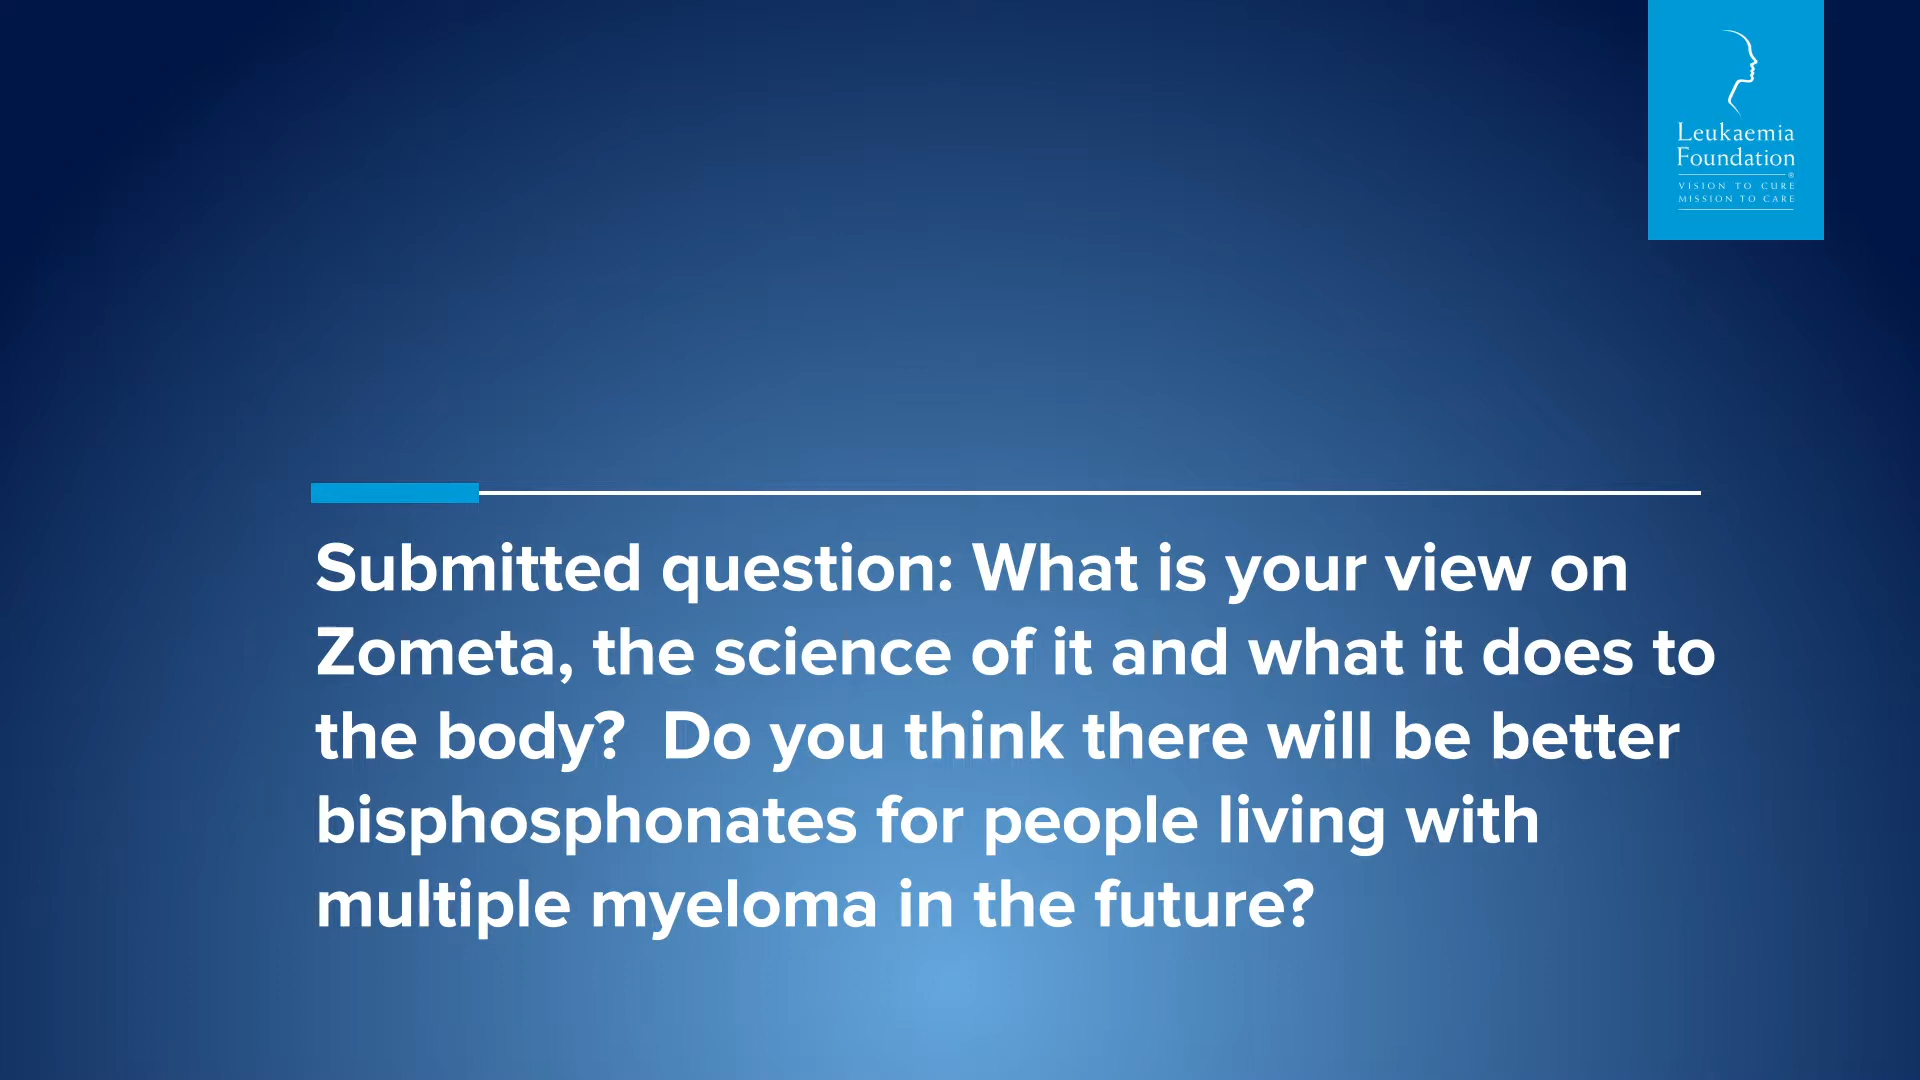 Leukaemia
Foundation
®
VISION TO CURE
MISSION TO CARE
Submitted question: What is your view on
Zometa, the science of it and what it does to
the body?  Do you think there will be better
bisphosphonates for people living with
multiple myeloma in the future?